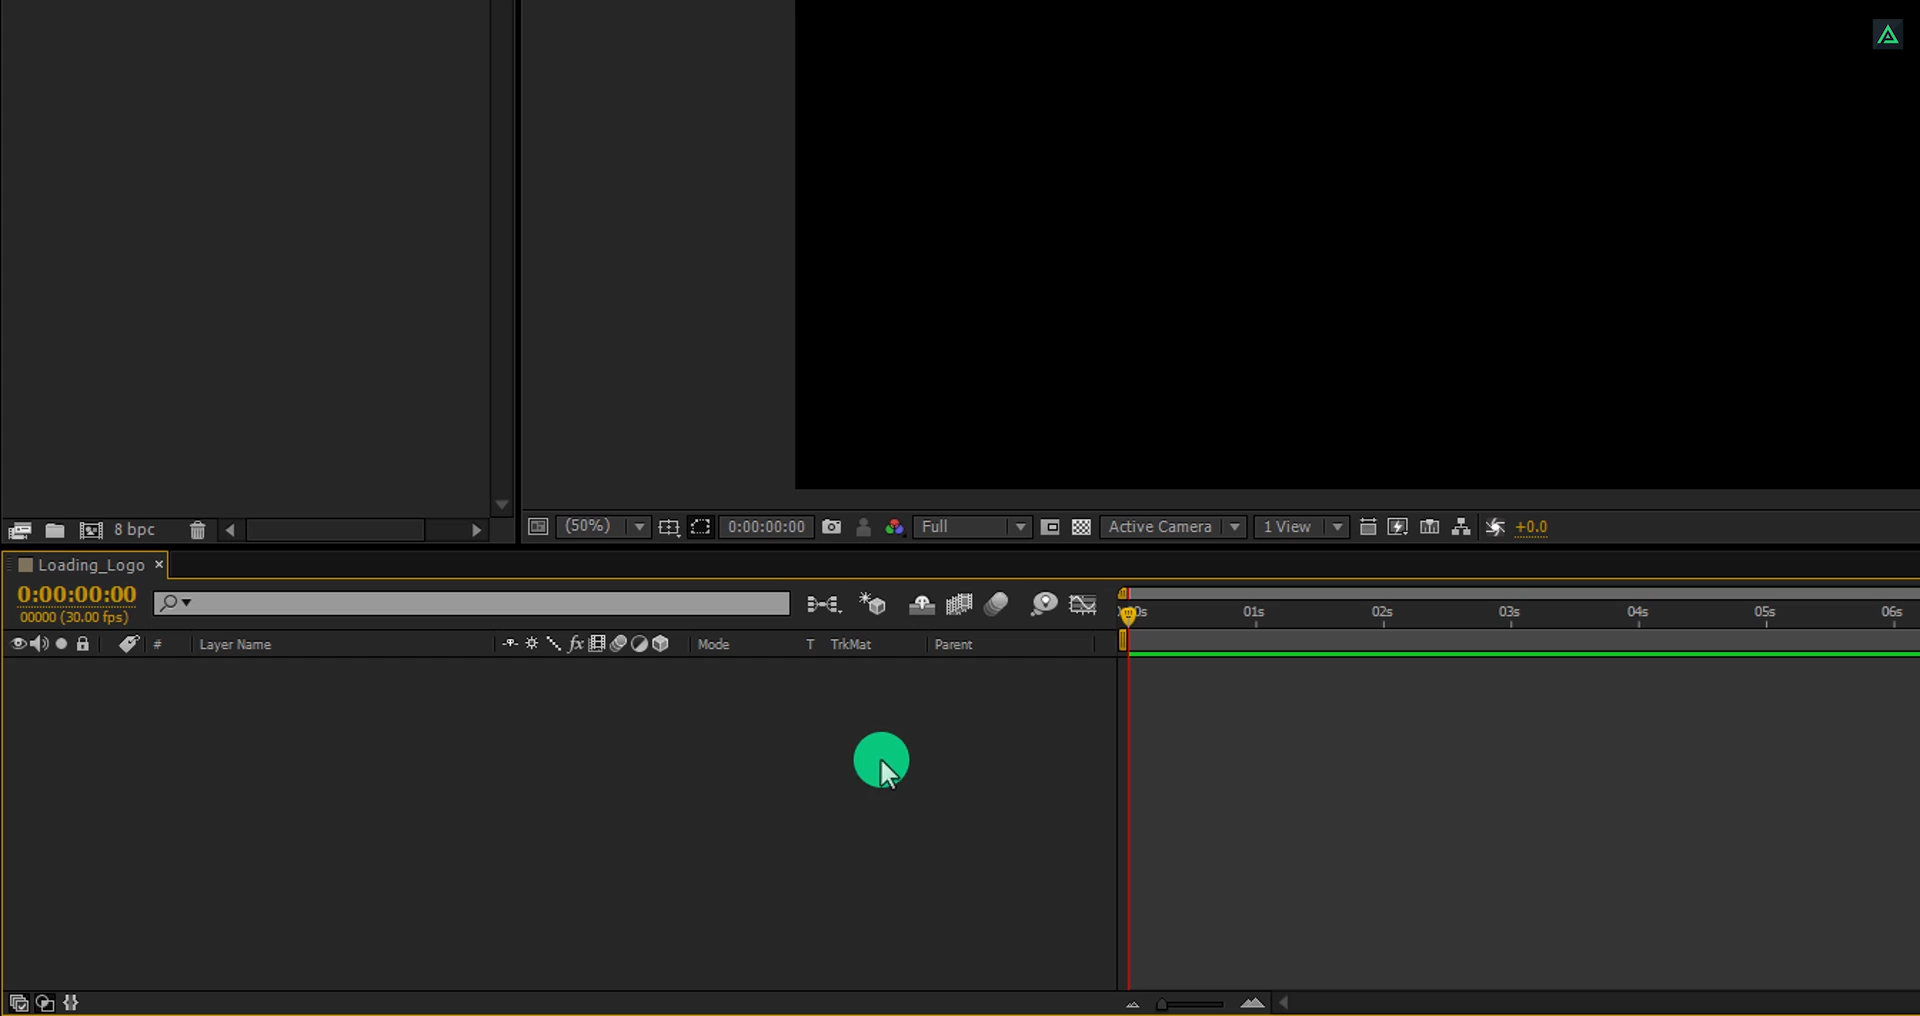 8 bpc
(50%) 0:00:00:00 Full Active Camera 1 View +0.0
Loading_Logo ×
0:00:00:00
00000 (30.00 fps)
0s 01s 02s 03s 04s 05s 06s
# Layer Name fx Mode T TrkMat Parent